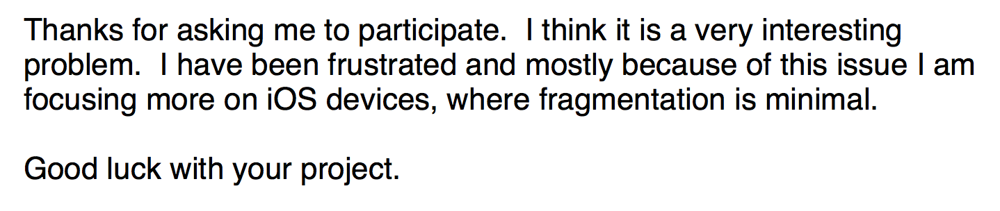 Thanks for asking me to participate.  I think it is a very interesting
problem.  I have been frustrated and mostly because of this issue I am
focusing more on iOS devices, where fragmentation is minimal.

Good luck with your project.